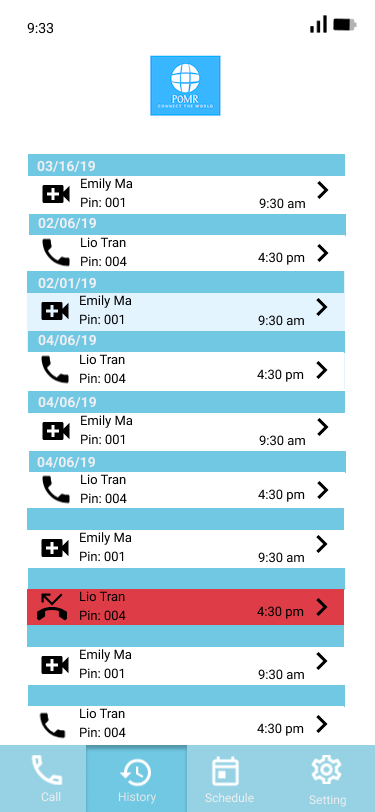 9:33
POMR
CONNECT THE WORLD
03/16/19
Emily Ma
Pin: 001
9:30 am
02/06/19
Lio Tran
Pin: 004
4:30 pm
02/01/19
Emily Ma
Pin: 001
9:30 am
04/06/19
Lio Tran
Pin: 004
4:30 pm
04/06/19
Emily Ma
Pin: 001
9:30 am
04/06/19
Lio Tran
Pin: 004
4:30 pm
Emily Ma
Pin: 001
9:30 am
Lio Tran
Pin: 004
4:30 pm
Emily Ma
Pin: 001
9:30 am
Lio Tran
Pin: 004
4:30 pm
Call
History
Schedule
Setting